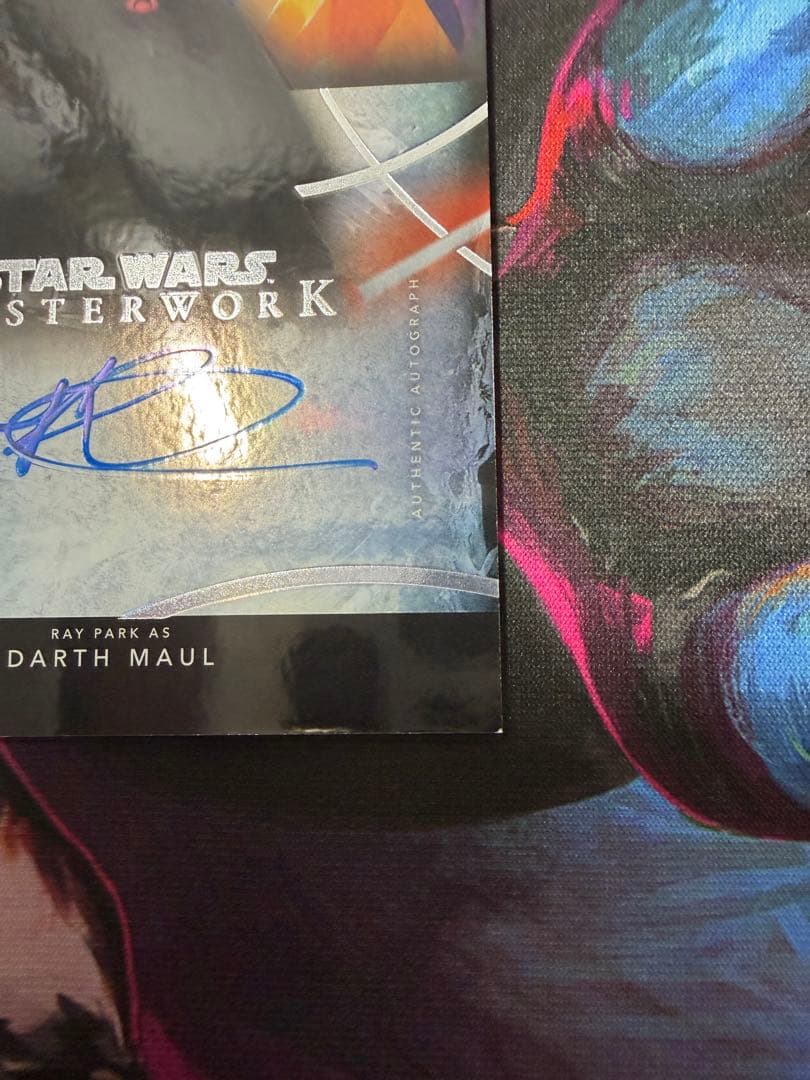 STAR WARS
STERWORK
AUTHENTIC AUTOGRAPH
RAY PARK AS
DARTH MAUL